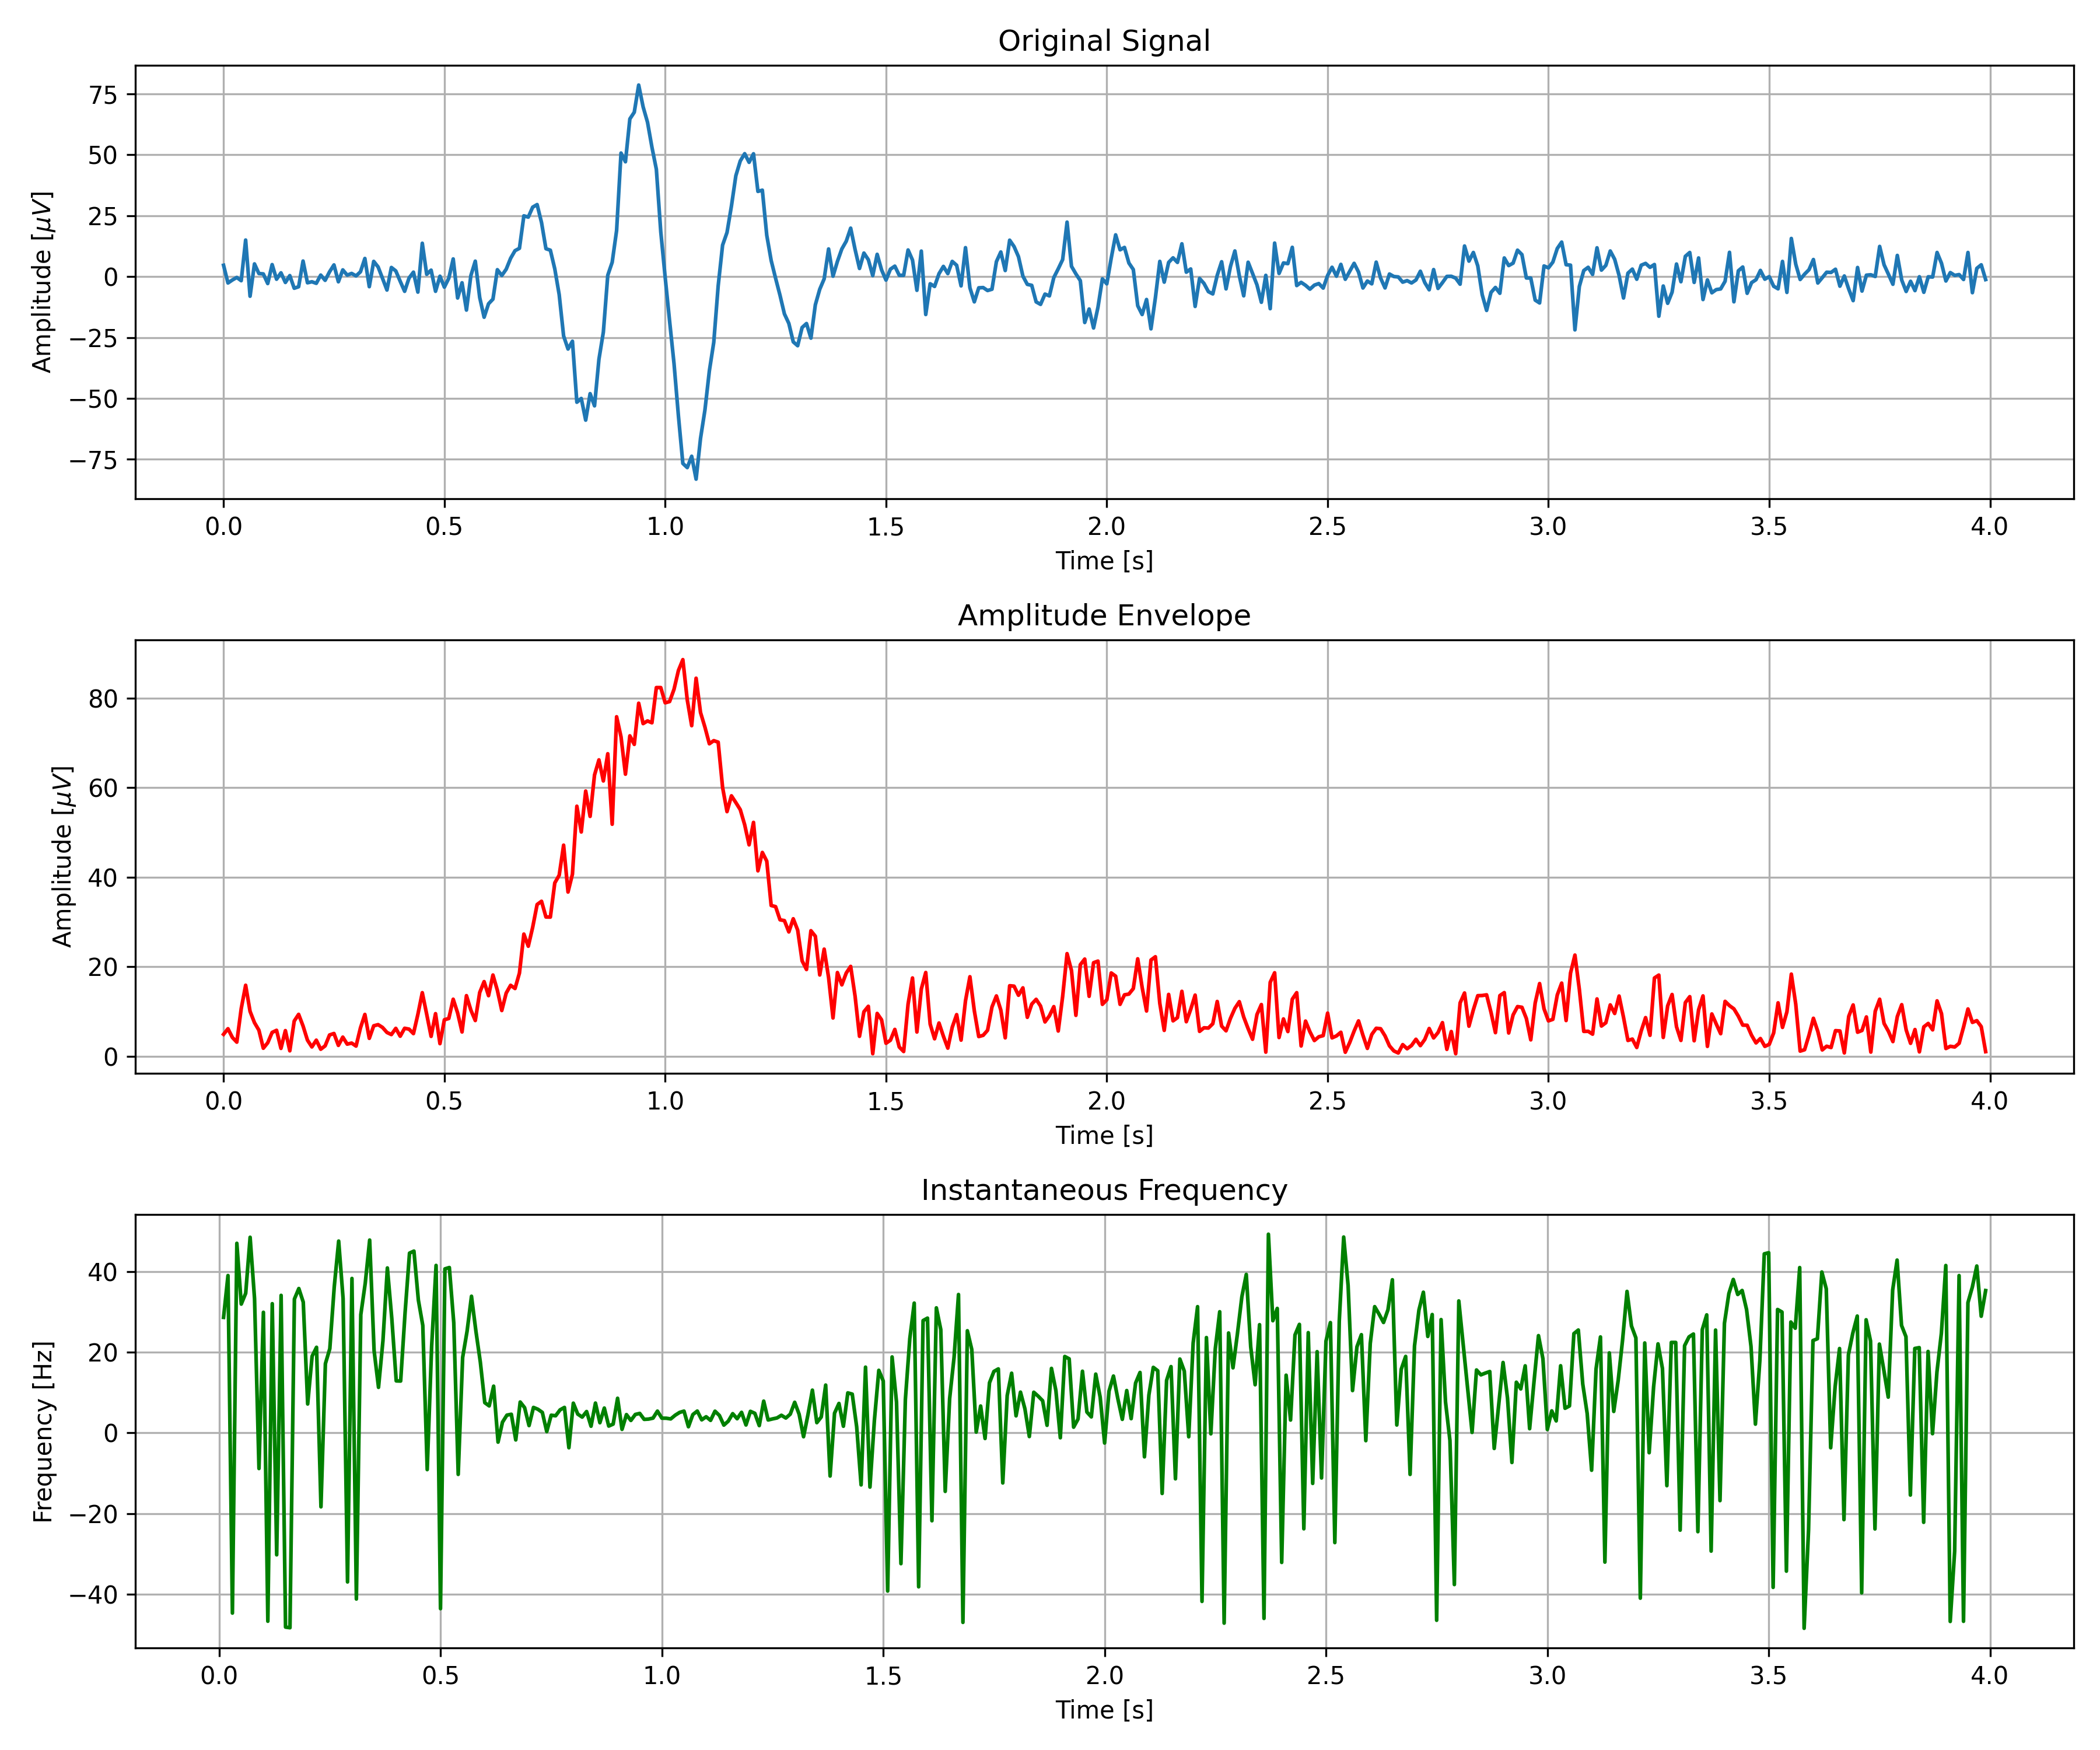 Original Signal
Amplitude [μV]
75
50
25
0
−25
−50
−75
0.0 0.5 1.0 1.5 2.0 2.5 3.0 3.5 4.0
Time [s]
Amplitude Envelope
Amplitude [μV]
80
60
40
20
0
0.0 0.5 1.0 1.5 2.0 2.5 3.0 3.5 4.0
Time [s]
Instantaneous Frequency
Frequency [Hz]
40
20
0
−20
−40
0.0 0.5 1.0 1.5 2.0 2.5 3.0 3.5 4.0
Time [s]